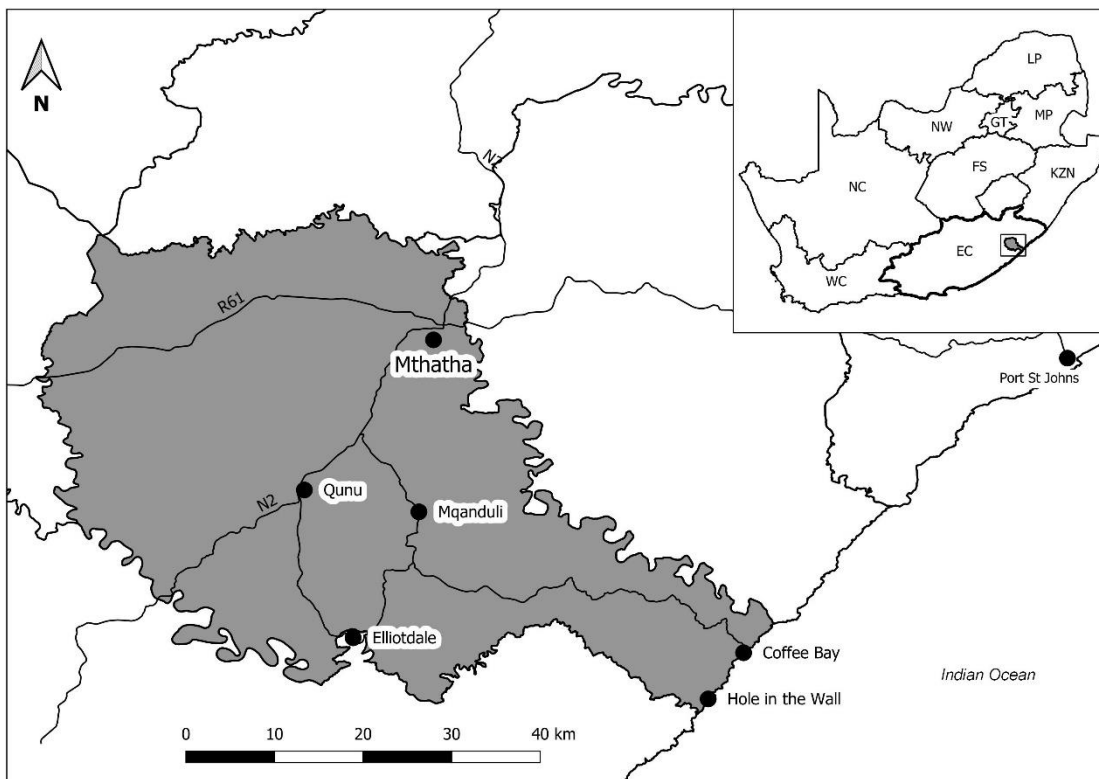 N
LP
NW
GT
MP
FS
KZN
NC
EC
WC
N2
R61
Mthatha
Port St Johns
Qunu
N2
Mqanduli
Elliotdale
Coffee Bay
Indian Ocean
Hole in the Wall
0 10 20 30 40 km